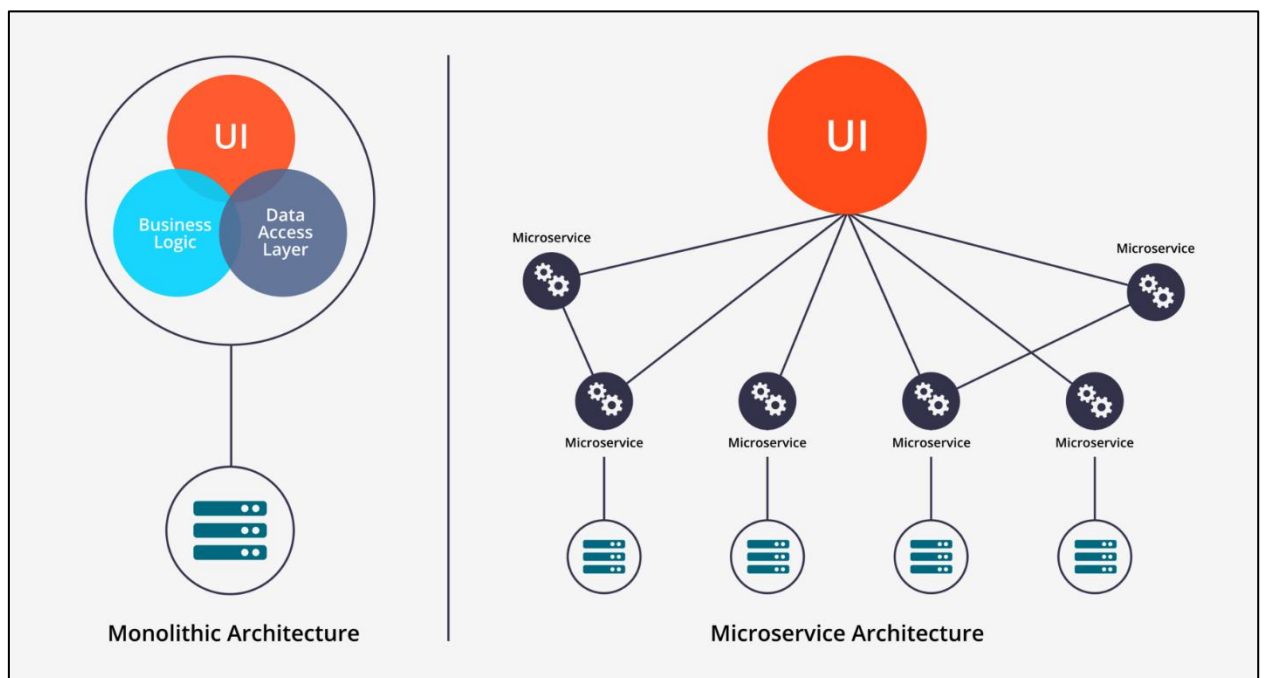 UI
Business
Logic
Data
Access
Layer
Monolithic Architecture
UI
Microservice
Microservice
Microservice
Microservice
Microservice
Microservice
Microservice Architecture